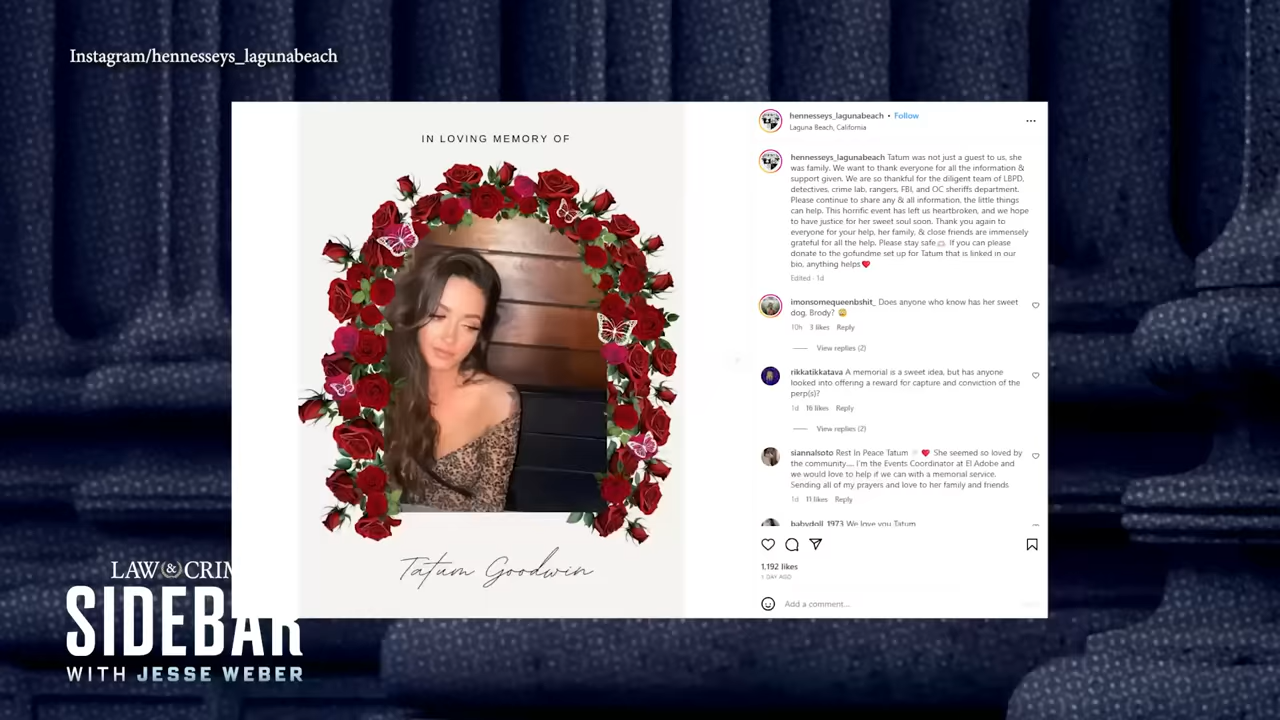 Instagram/hennesseys_lagunabeach
IN LOVING MEMORY OF
Tatum Goodwin
hennesseys_lagunabeach • Follow
Laguna Beach, California
hennesseys_lagunabeach Tatum was not just a guest to us, she
was family. We want to thank everyone for all the information &
support given. We are so thankful for the diligent team of LBPD,
detectives, crime lab, rangers, FBI, and OC sheriffs department.
Please continue to share any & all information, the little things
can help. This horrific event has left us heartbroken, and we hope
to have justice for her sweet soul soon. Thank you again to
everyone for your help, her family, & close friends are immensely
grateful for all the help. Please stay safe🫶🏻 If you can please
donate to the gofundme set up for Tatum that is linked in our
bio, anything helps❤️
Edited · 1d
imonsomequeenbshit_ Does anyone who know has her sweet
dog, Brody? 😩
10h 3 likes Reply
View replies (2)
rikkatikkatava A memorial is a sweet idea, but has anyone
looked into offering a reward for capture and conviction of the
perp(s)?
1d 16 likes Reply
View replies (2)
siannalsoto Rest In Peace Tatum 🕊️ ❤️ She seemed so loved by
the community.... I'm the Events Coordinator at El Adobe and
we would love to help if we can with a memorial service.
Sending all of my prayers and love to her family and friends
1d 11 likes Reply
babydoll_1973 We love you Tatum
1,192 likes
1 DAY AGO
Add a comment...
LAW & CRIM
SIDEBAR
WITH JESSE WEBER